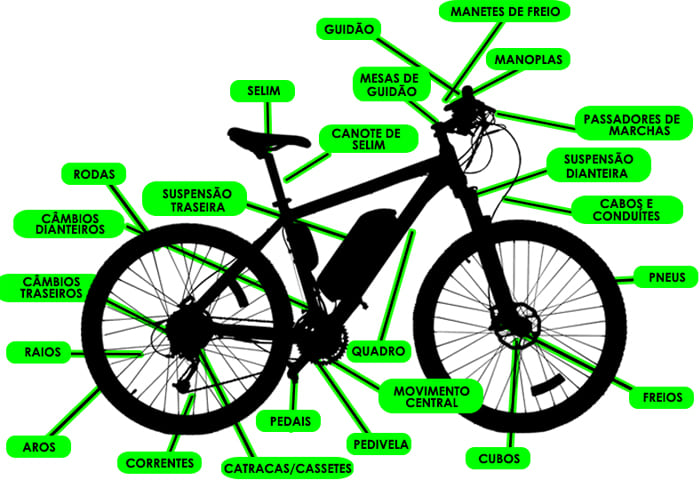 MANETES DE FREIO
GUIDÃO
MANOPLAS
MESAS DE
GUIDÃO
SELIM
PASSADORES DE
MARCHAS
CANOTE DE
SELIM
SUSPENSÃO
DIANTEIRA
RODAS
SUSPENSÃO
TRASEIRA
CABOS E
CONDUÍTES
CÂMBIOS
DIANTEIROS
PNEUS
CÂMBIOS
TRASEIROS
RAIOS
QUADRO
MOVIMENTO
CENTRAL
FREIOS
PEDAIS
PEDIVELA
AROS
CORRENTES
CATRACAS/CASSETES
CUBOS